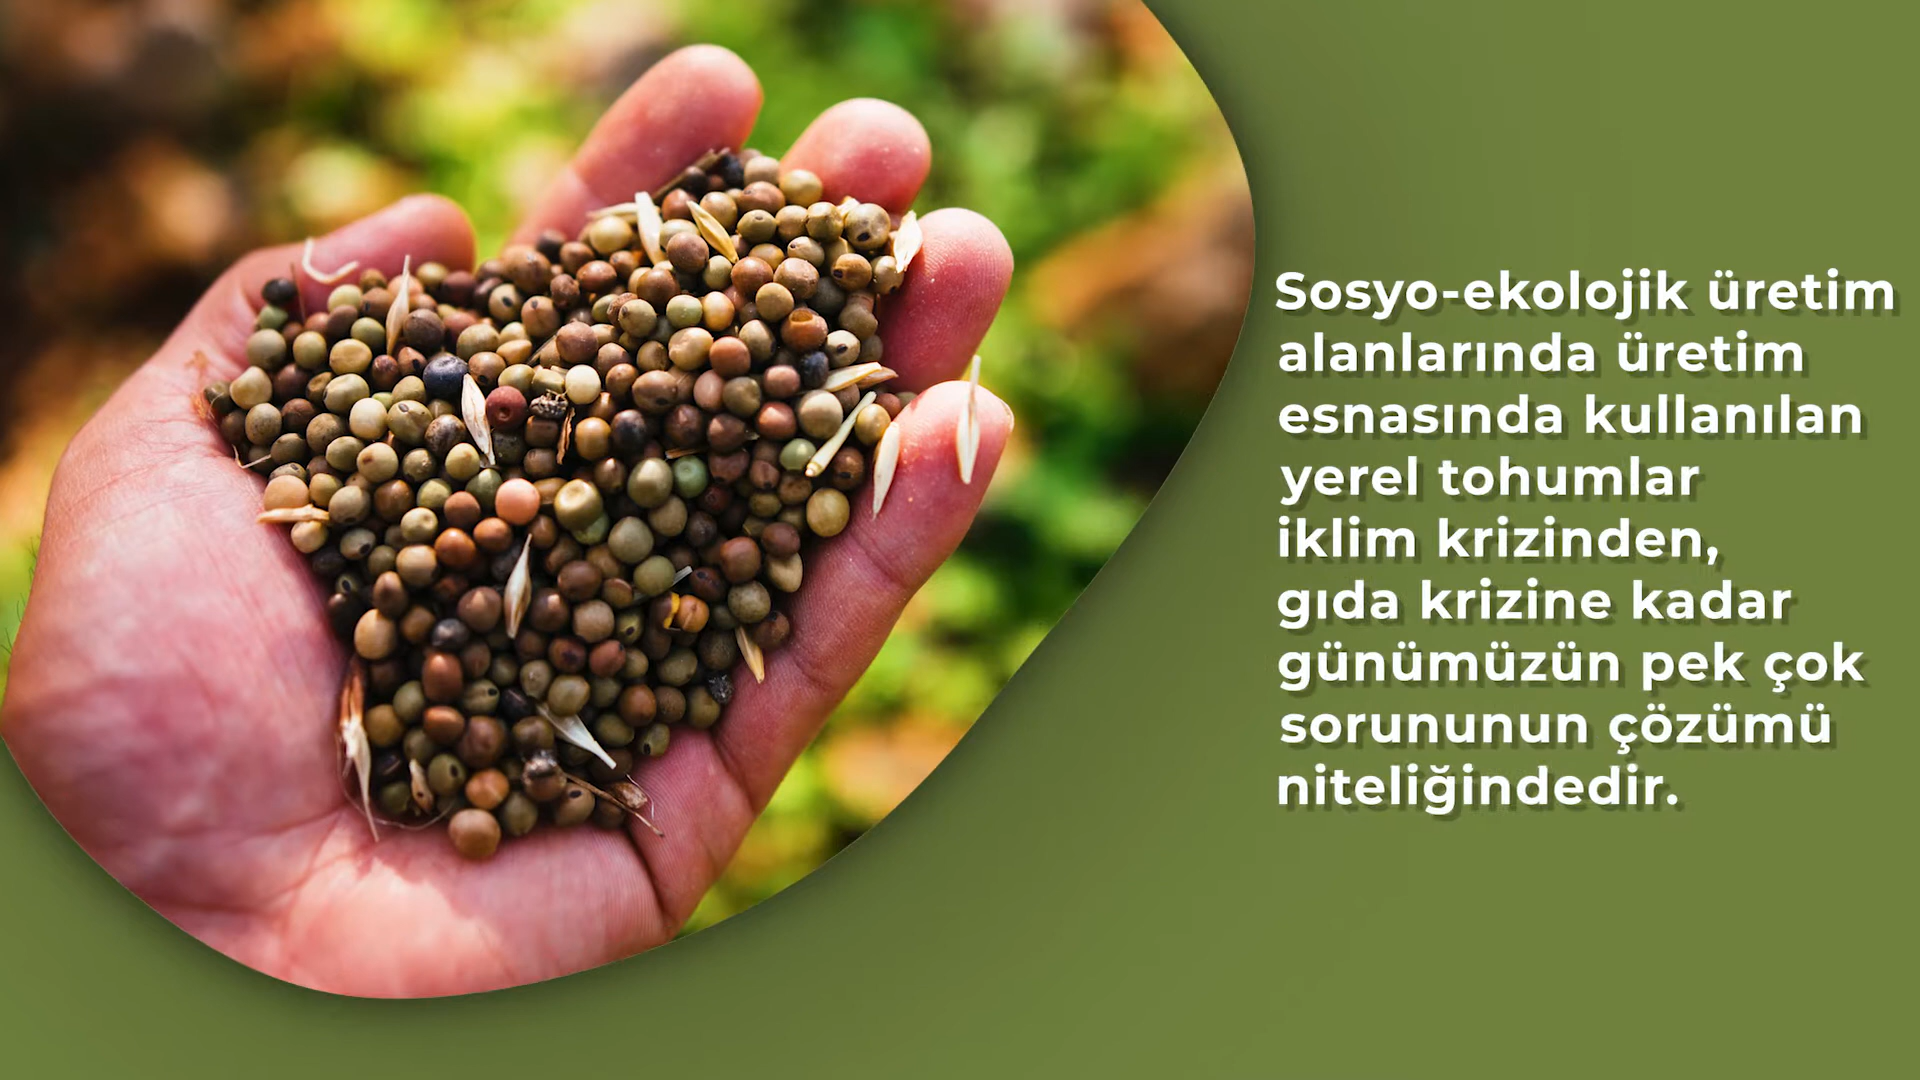 Sosyo-ekolojik üretim
alanlarında üretim
esnasında kullanılan
yerel tohumlar
iklim krizinden,
gıda krizine kadar
günümüzün pek çok
sorununun çözümü
niteliğindedir.